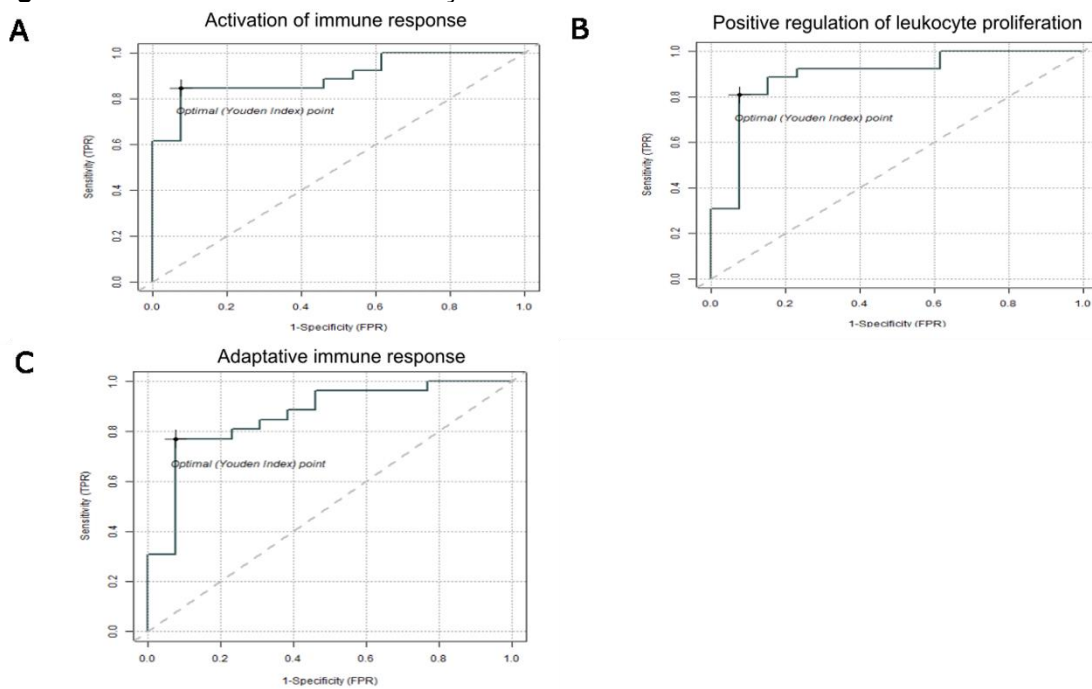 A
Activation of immune response
Sensitivity (TPR)
1.0
0.8
0.6
0.4
0.2
0.0
Optimal (Youden Index) point
0.0 0.2 0.4 0.6 0.8 1.0
1-Specificity (FPR)
B
Positive regulation of leukocyte proliferation
Sensitivity (TPR)
1.0
0.8
0.6
0.4
0.2
0.0
Optimal (Youden Index) point
0.0 0.2 0.4 0.6 0.8 1.0
1-Specificity (FPR)
C
Adaptative immune response
Sensitivity (TPR)
1.0
0.8
0.6
0.4
0.2
0.0
Optimal (Youden Index) point
0.0 0.2 0.4 0.6 0.8 1.0
1-Specificity (FPR)